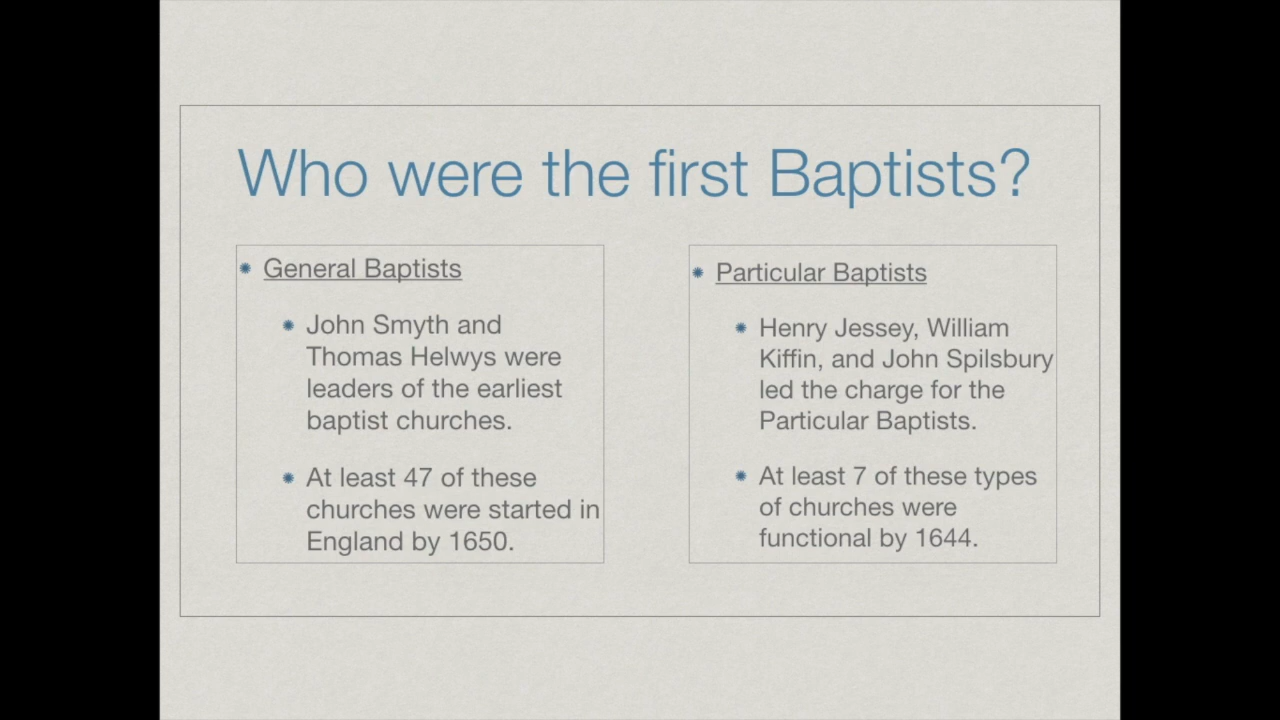 Who were the first Baptists?
General Baptists
John Smyth and
Thomas Helwys were
leaders of the earliest
baptist churches.
At least 47 of these
churches were started in
England by 1650.
Particular Baptists
Henry Jessey, William
Kiffin, and John Spilsbury
led the charge for the
Particular Baptists.
At least 7 of these types
of churches were
functional by 1644.